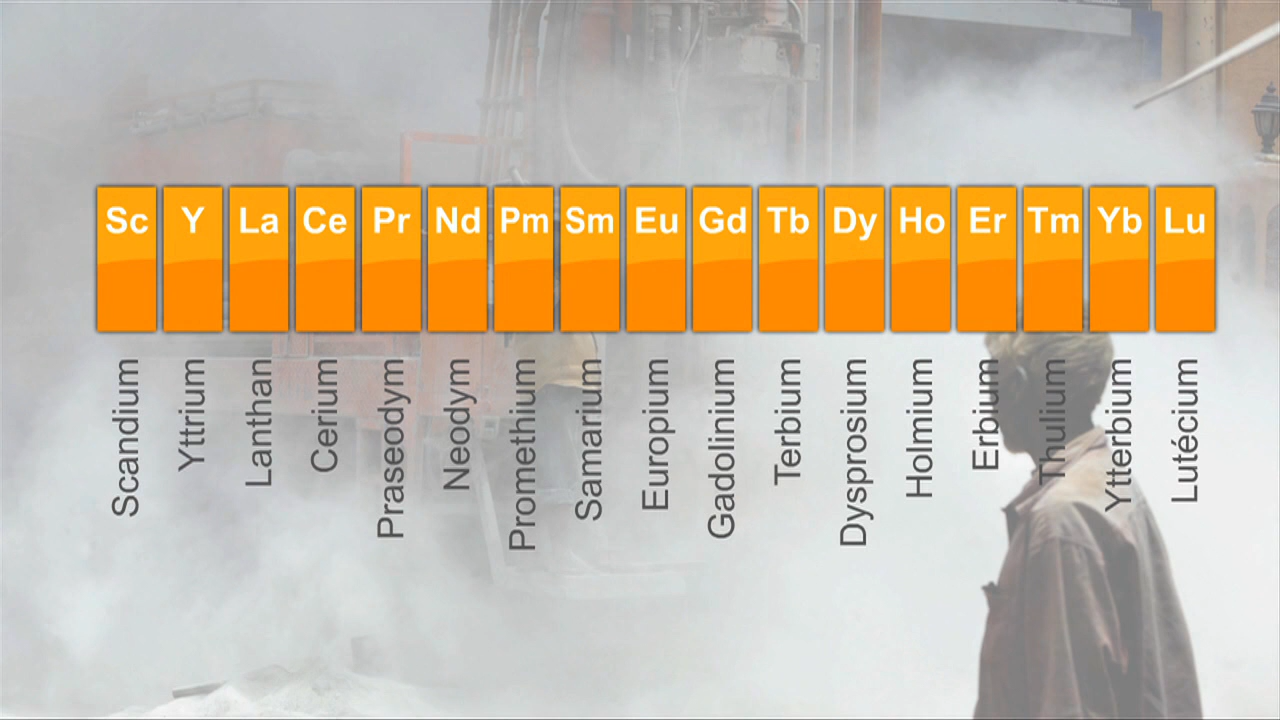 Sc Y La Ce Pr Nd Pm Sm Eu Gd Tb Dy Ho Er Tm Yb Lu
Scandium
Yttrium
Lanthan
Cerium
Praseodym
Neodym
Promethium
Samarium
Europium
Gadolinium
Terbium
Dysprosium
Holmium
Erbium
Thulium
Ytterbium
Lutécium